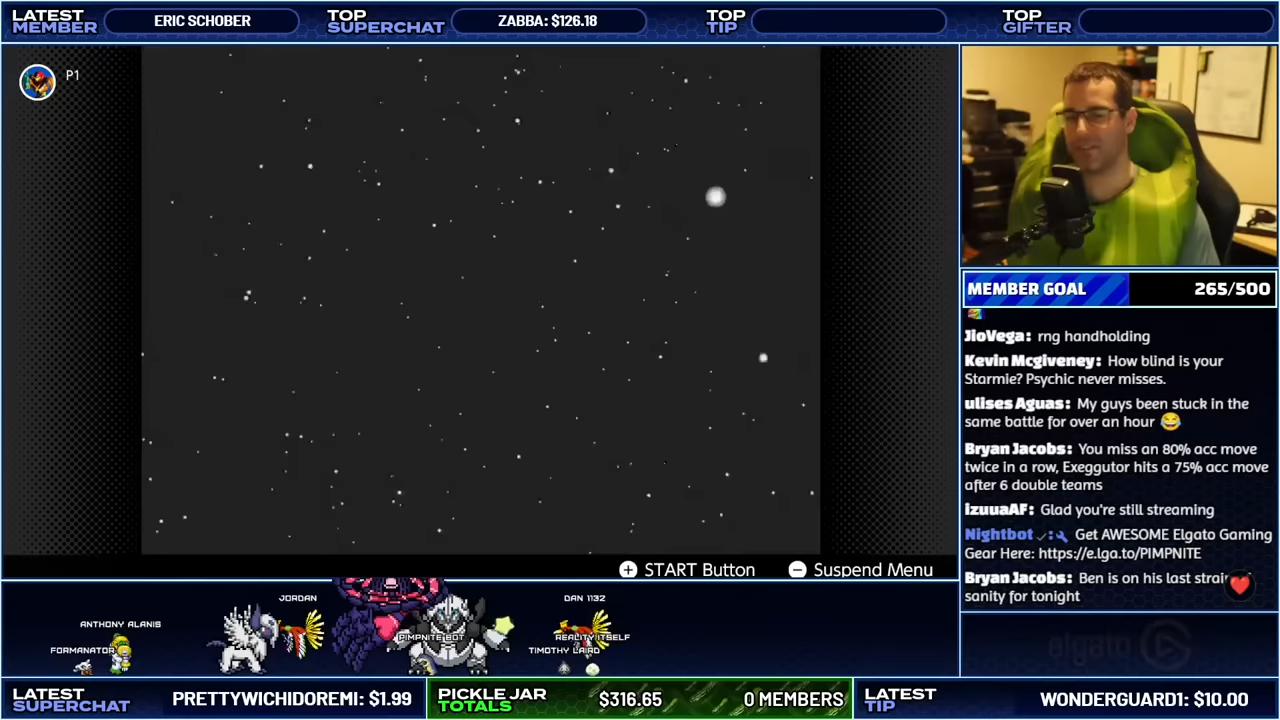 LATEST MEMBER ERIC SCHOBER
TOP SUPERCHAT ZABBA: $126.18
TOP TIP
TOP GIFTER
P1
MEMBER GOAL 265/500
JioVega: rng handholding
Kevin Mcgiveney: How blind is your
Starmie? Psychic never misses.
ulises Aguas: My guys been stuck in the
same battle for over an hour 😂
Bryan Jacobs: You miss an 80% acc move
twice in a row, Exeggutor hits a 75% acc move
after 6 double teams
izuuaAF: Glad you're still streaming
Nightbot: Get AWESOME Elgato Gaming
Gear Here: https://e.lga.to/PIMPNITE
Bryan Jacobs: Ben is on his last
sanity for tonight
+ START Button − Suspend Menu
elgato
JORDAN
DAN 1132
ANTHONY ALANIS
PIMPNITE BOT
REALITY ITSELF
FORMANATOR
TIMOTHY LAIRD
LATEST SUPERCHAT PRETTYWICHIDOREMI: $1.99
PICKLE JAR TOTALS $316.65 0 MEMBERS
LATEST TIP WONDERGUARD1: $10.00